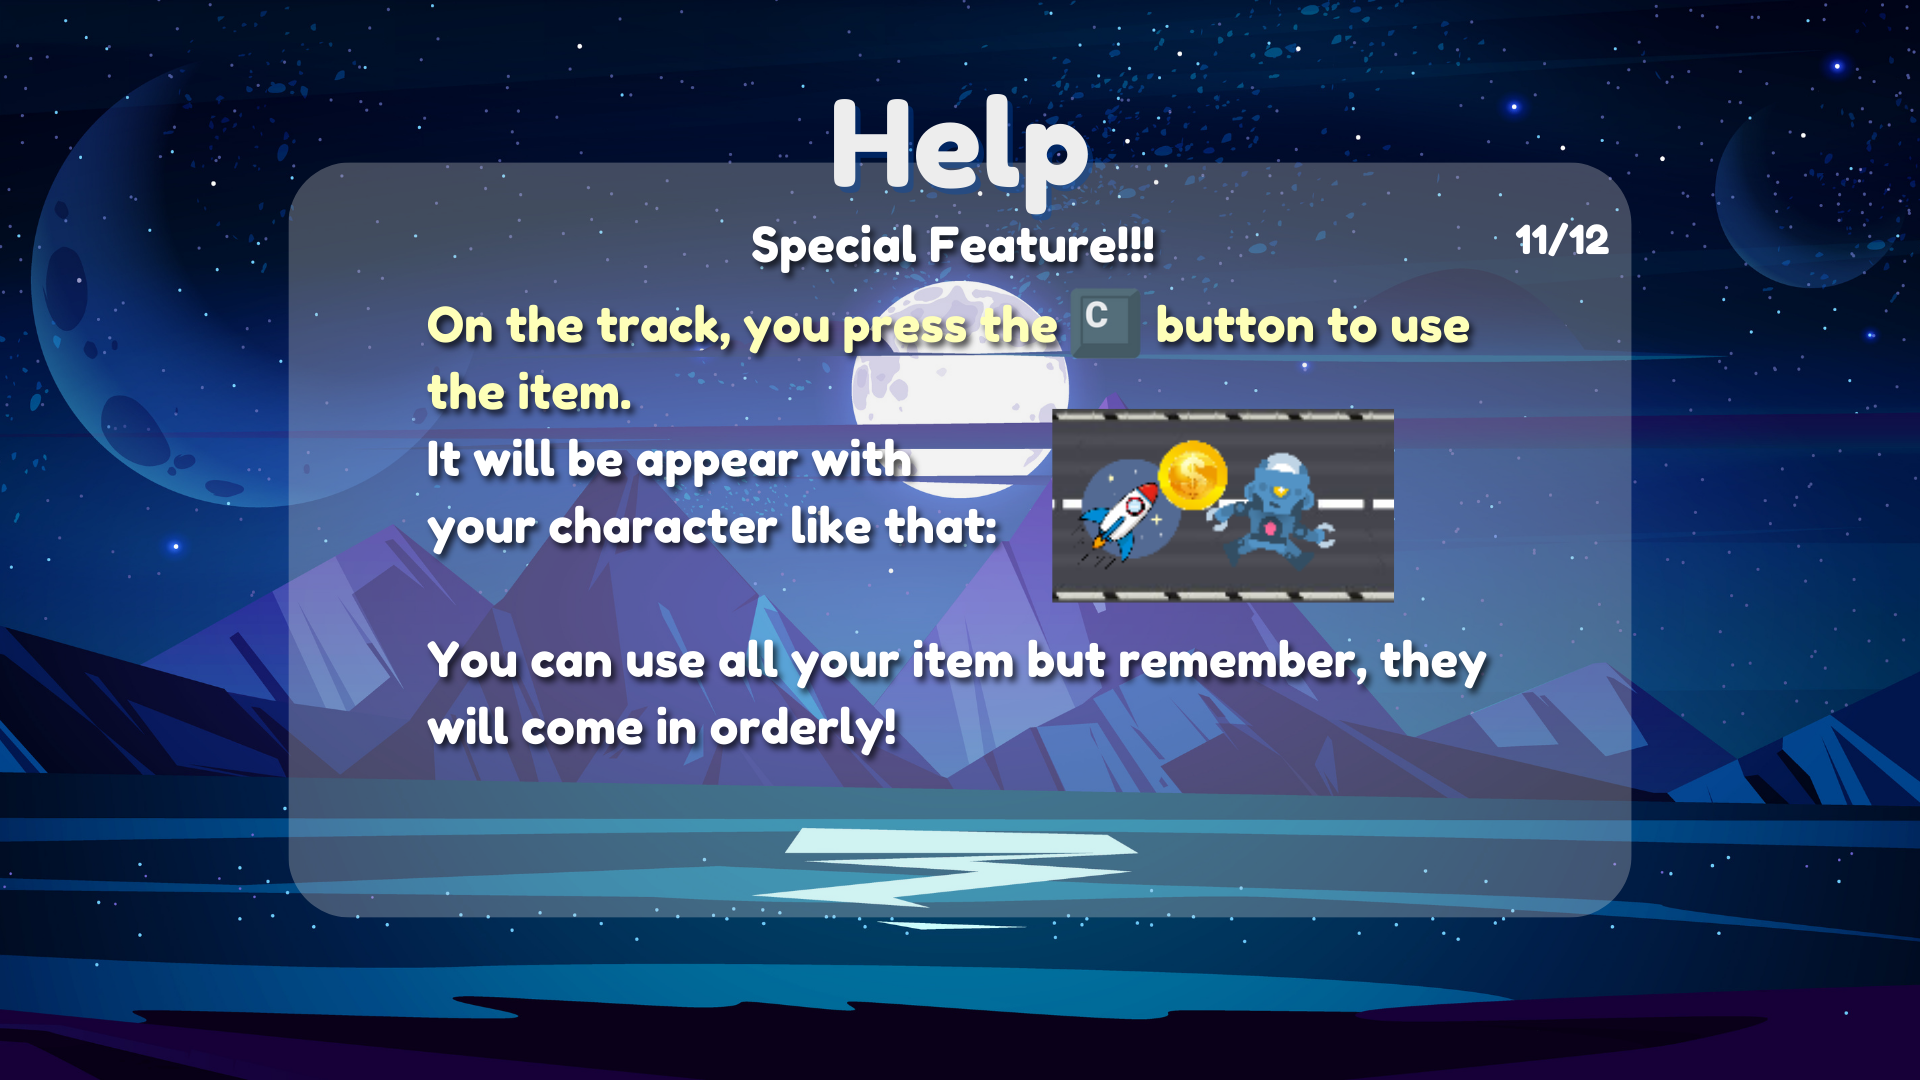 Help
Special Feature!!!
11/12
On the track, you press the C button to use
the item.
It will be appear with
your character like that:
$
You can use all your item but remember, they
will come in orderly!